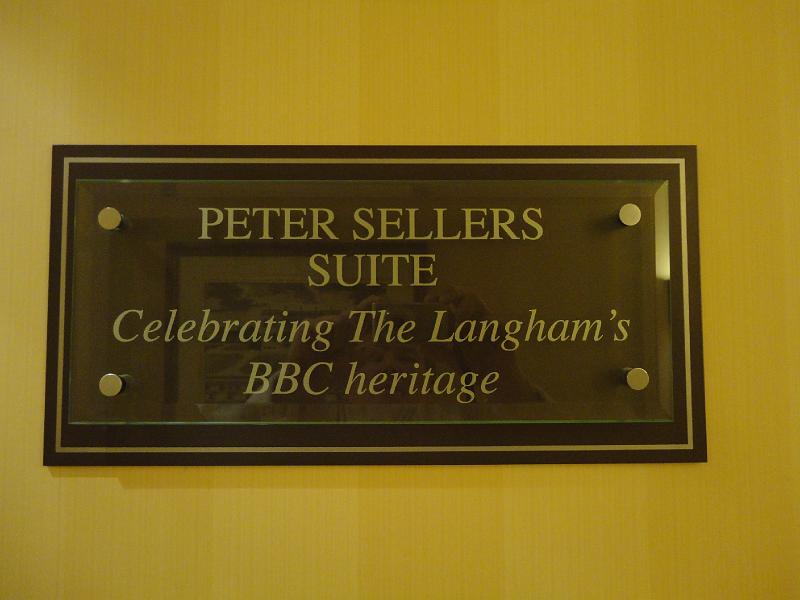 PETER SELLERS
SUITE
Celebrating The Langham's
BBC heritage